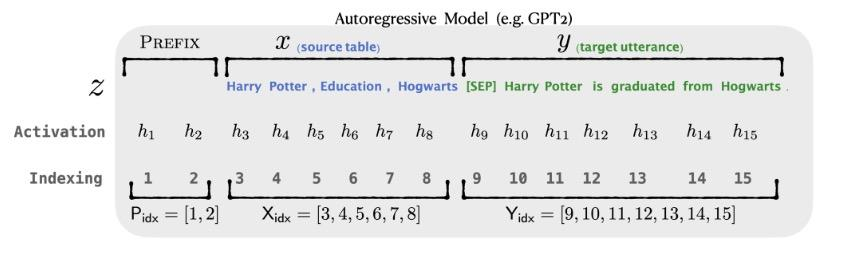 Autoregressive Model (e.g. GPT2)
PREFIX x (source table) y (target utterance)
z Harry Potter , Education , Hogwarts [SEP] Harry Potter is graduated from Hogwarts .
Activation h₁ h₂ h₃ h₄ h₅ h₆ h₇ h₈ h₉ h₁₀ h₁₁ h₁₂ h₁₃ h₁₄ h₁₅
Indexing 1 2 3 4 5 6 7 8 9 10 11 12 13 14 15
P_idx = [1, 2] X_idx = [3, 4, 5, 6, 7, 8] Y_idx = [9, 10, 11, 12, 13, 14, 15]